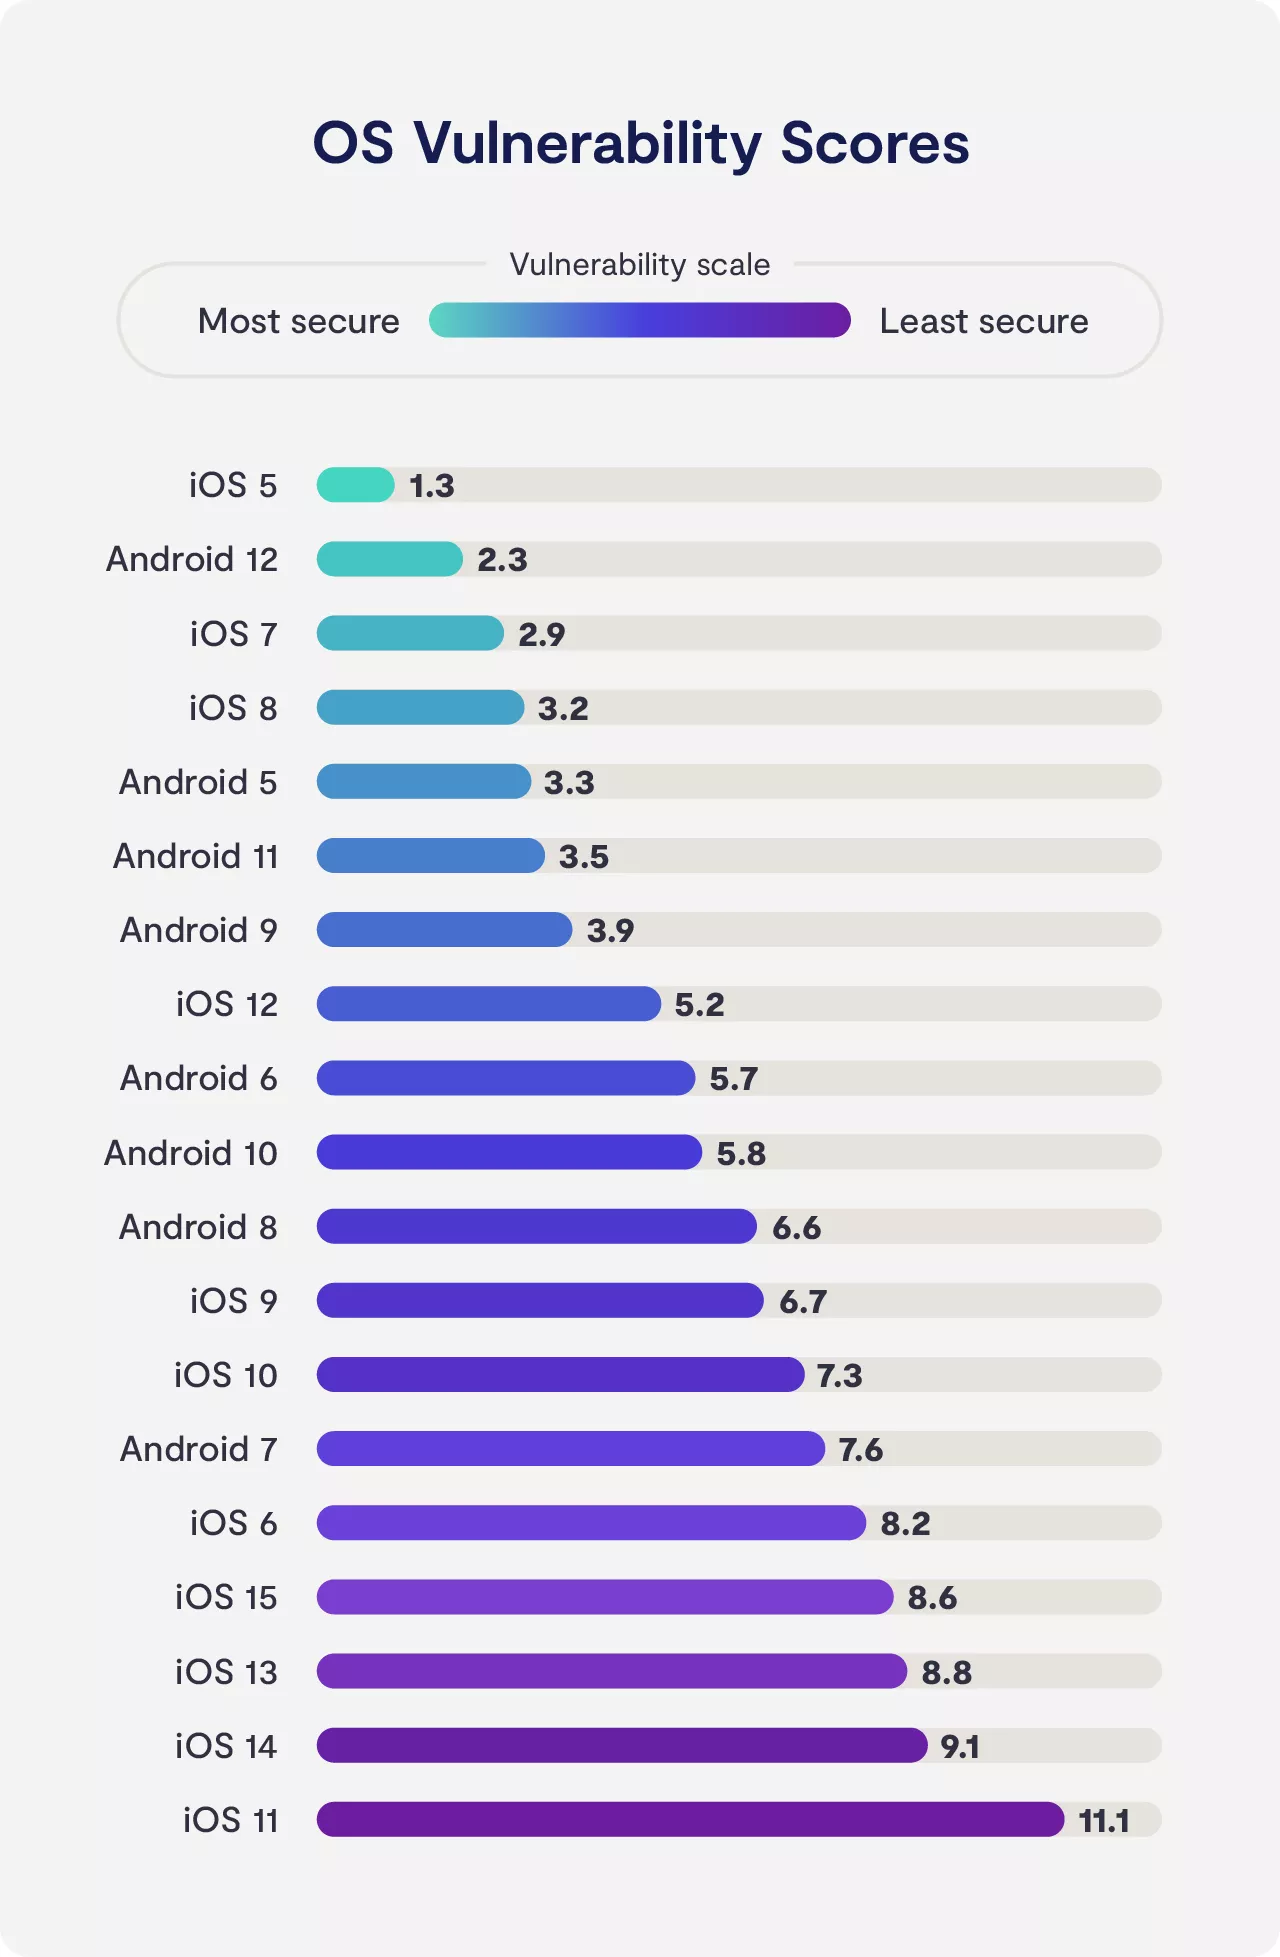 OS Vulnerability Scores
Vulnerability scale
Most secure Least secure
iOS 5 1.3
Android 12 2.3
iOS 7 2.9
iOS 8 3.2
Android 5 3.3
Android 11 3.5
Android 9 3.9
iOS 12 5.2
Android 6 5.7
Android 10 5.8
Android 8 6.6
iOS 9 6.7
iOS 10 7.3
Android 7 7.6
iOS 6 8.2
iOS 15 8.6
iOS 13 8.8
iOS 14 9.1
iOS 11 11.1